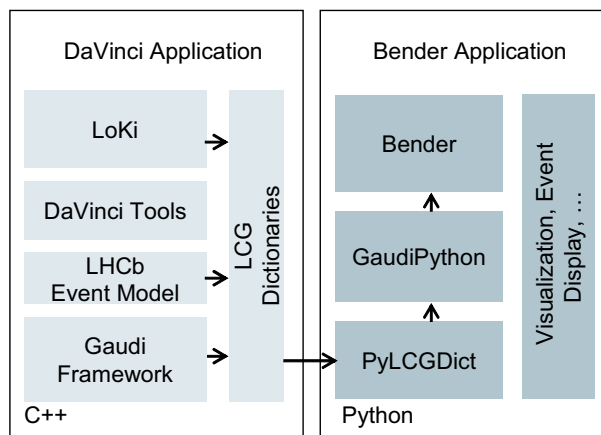 DaVinci Application
LoKi
DaVinci Tools
LHCb
Event Model
Gaudi
Framework
LCG
Dictionaries
C++
Bender Application
Bender
GaudiPython
PyLCGDict
Visualization, Event
Display, ...
Python